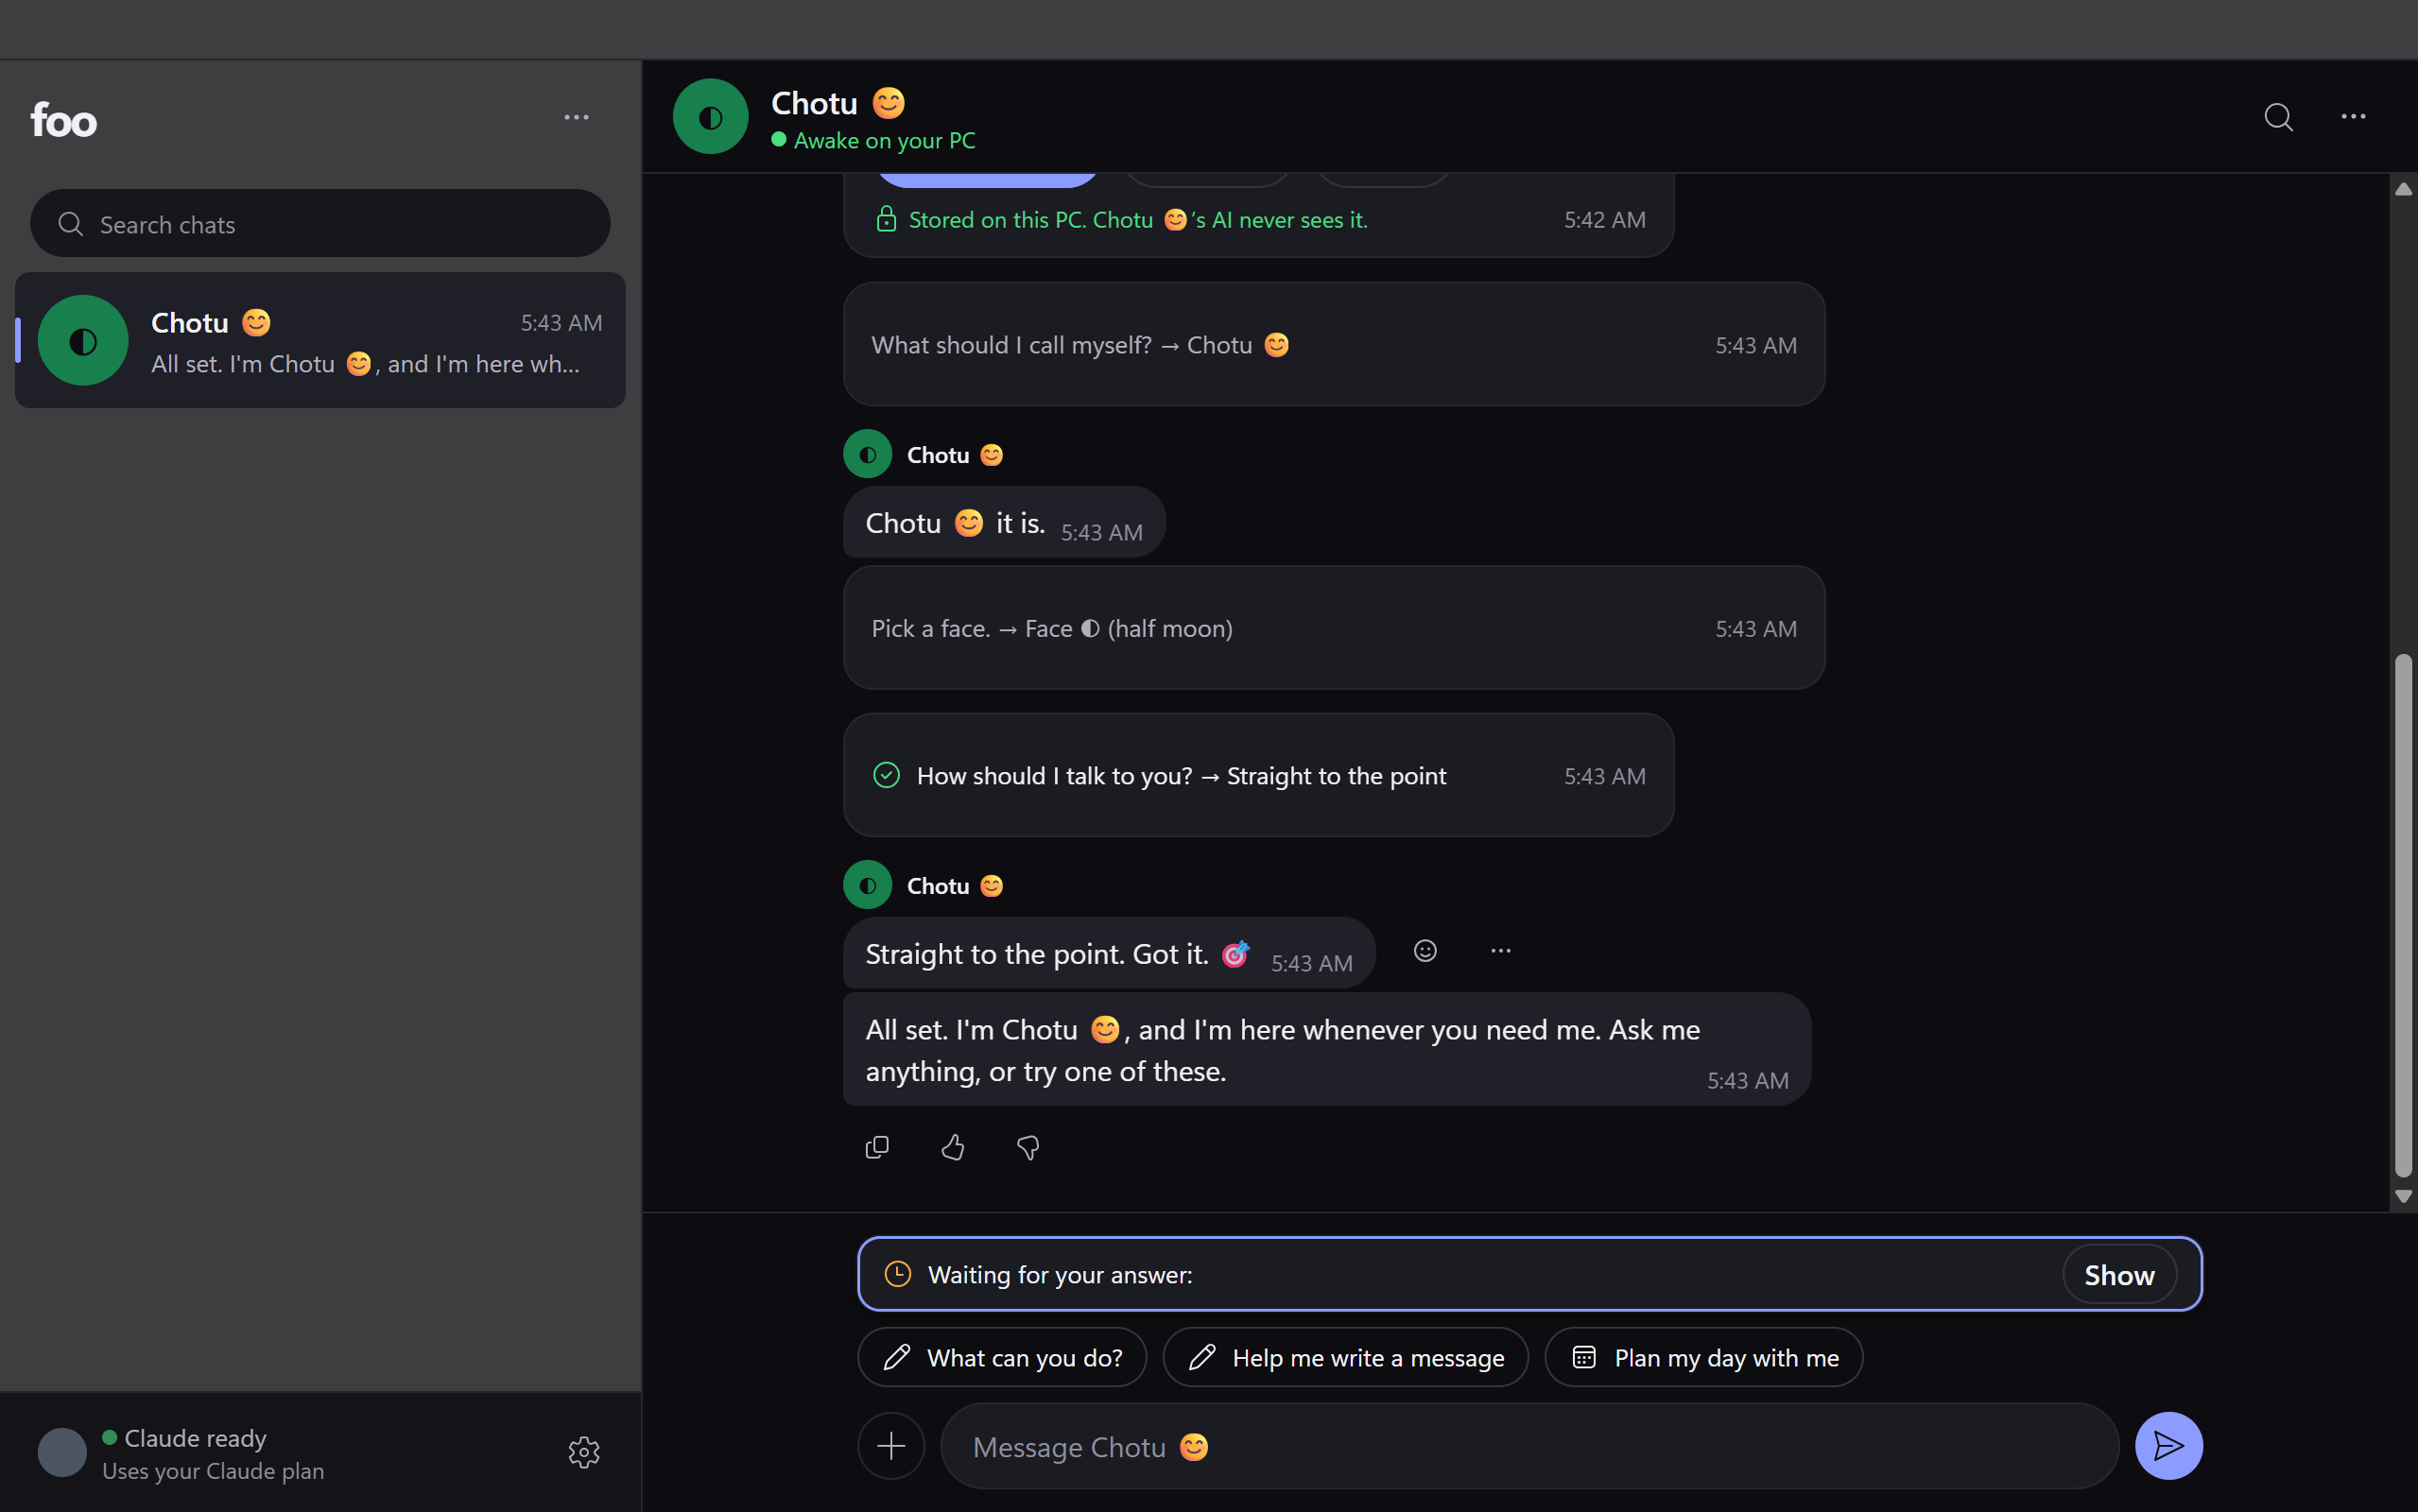 foo
Search chats
Chotu 😊 5:43 AM
All set. I'm Chotu 😊, and I'm here wh...
Claude ready
Uses your Claude plan
Chotu 😊
Awake on your PC
Stored on this PC. Chotu 😊's AI never sees it. 5:42 AM
What should I call myself? → Chotu 😊 5:43 AM
Chotu 😊
Chotu 😊 it is. 5:43 AM
Pick a face. → Face ◐ (half moon) 5:43 AM
How should I talk to you? → Straight to the point 5:43 AM
Chotu 😊
Straight to the point. Got it. 🎯 5:43 AM
All set. I'm Chotu 😊, and I'm here whenever you need me. Ask me
anything, or try one of these. 5:43 AM
Waiting for your answer: Show
What can you do? Help me write a message Plan my day with me
Message Chotu 😊